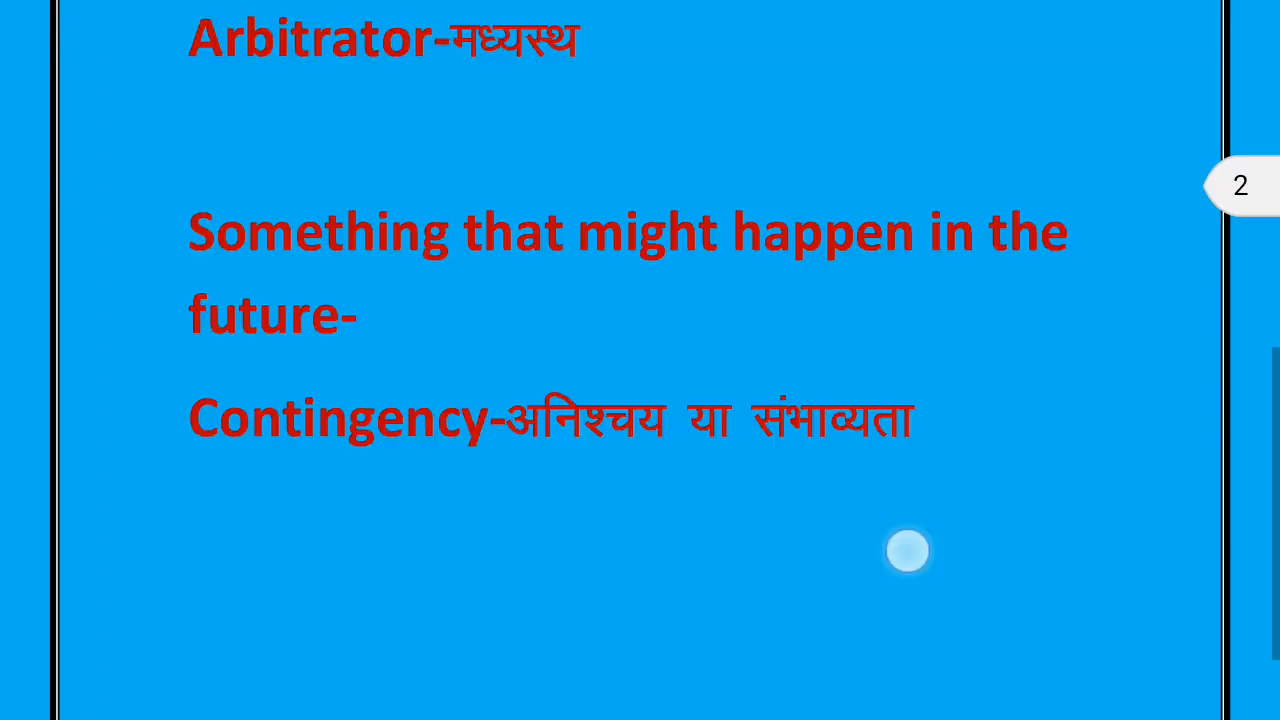 Arbitrator-मध्यस्थ
2
Something that might happen in the
future-
Contingency-अनिश्चय या संभाव्यता